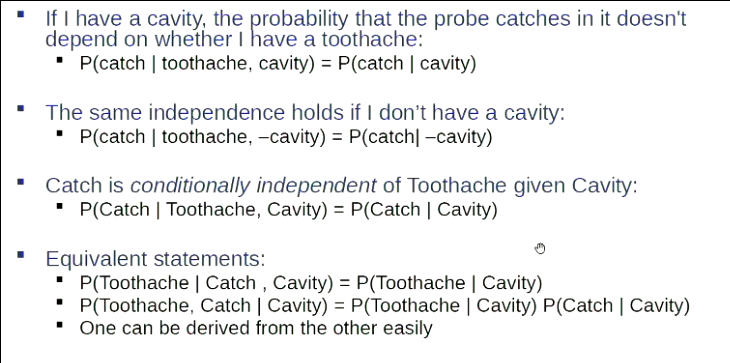 If I have a cavity, the probability that the probe catches in it doesn't
depend on whether I have a toothache:
P(catch | toothache, cavity) = P(catch | cavity)
The same independence holds if I don’t have a cavity:
P(catch | toothache, –cavity) = P(catch| –cavity)
Catch is conditionally independent of Toothache given Cavity:
P(Catch | Toothache, Cavity) = P(Catch | Cavity)
Equivalent statements:
P(Toothache | Catch , Cavity) = P(Toothache | Cavity)
P(Toothache, Catch | Cavity) = P(Toothache | Cavity) P(Catch | Cavity)
One can be derived from the other easily